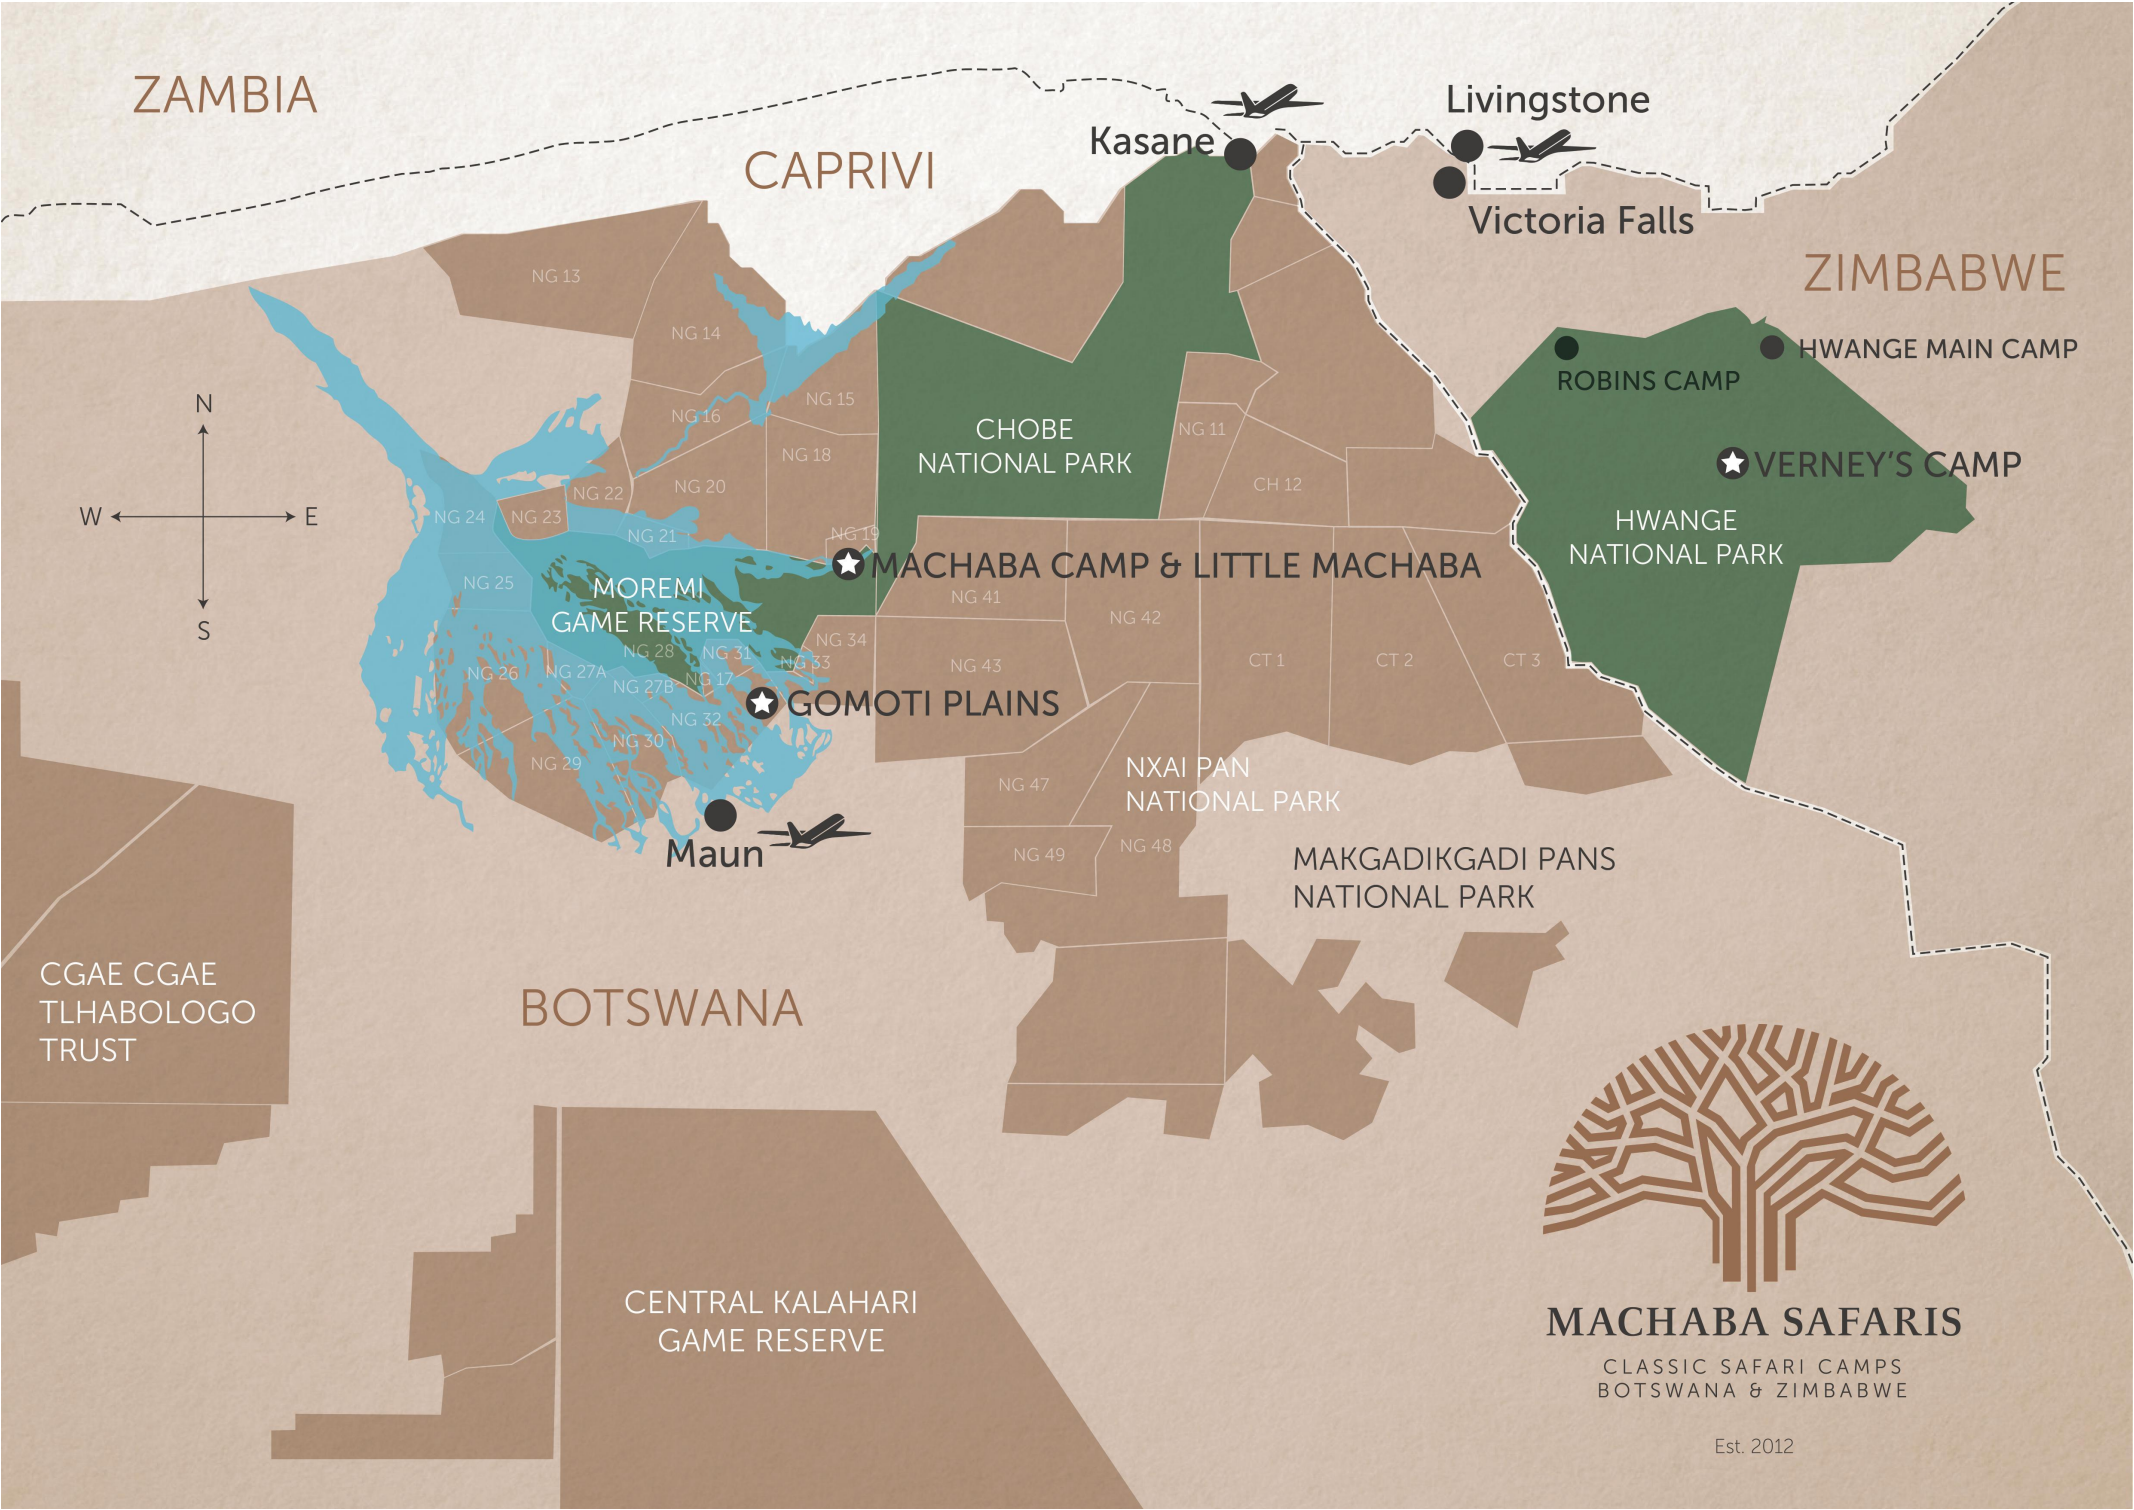 ZAMBIA
CAPRIVI
Kasane
Livingstone
Victoria Falls
ZIMBABWE
NG 13
NG 14
NG 15
NG 16
NG 18
NG 20
NG 22
NG 23
NG 24
NG 21
NG 19
NG 25
N
W
E
S
CHOBE
NATIONAL PARK
NG 11
CH 12
ROBINS CAMP
HWANGE MAIN CAMP
VERNEY'S CAMP
HWANGE
NATIONAL PARK
MACHABA CAMP & LITTLE MACHABA
MOREMI
GAME RESERVE
NG 41
NG 42
NG 43
NG 34
NG 33
NG 31
NG 28
NG 17
NG 26
NG 27A
NG 27B
NG 32
NG 30
NG 29
CT 1
CT 2
CT 3
GOMOTI PLAINS
NXAI PAN
NATIONAL PARK
NG 47
NG 48
NG 49
Maun
MAKGADIKGADI PANS
NATIONAL PARK
CGAE CGAE
TLHABOLOGO
TRUST
BOTSWANA
CENTRAL KALAHARI
GAME RESERVE
MACHABA SAFARIS
CLASSIC SAFARI CAMPS
BOTSWANA & ZIMBABWE
Est. 2012